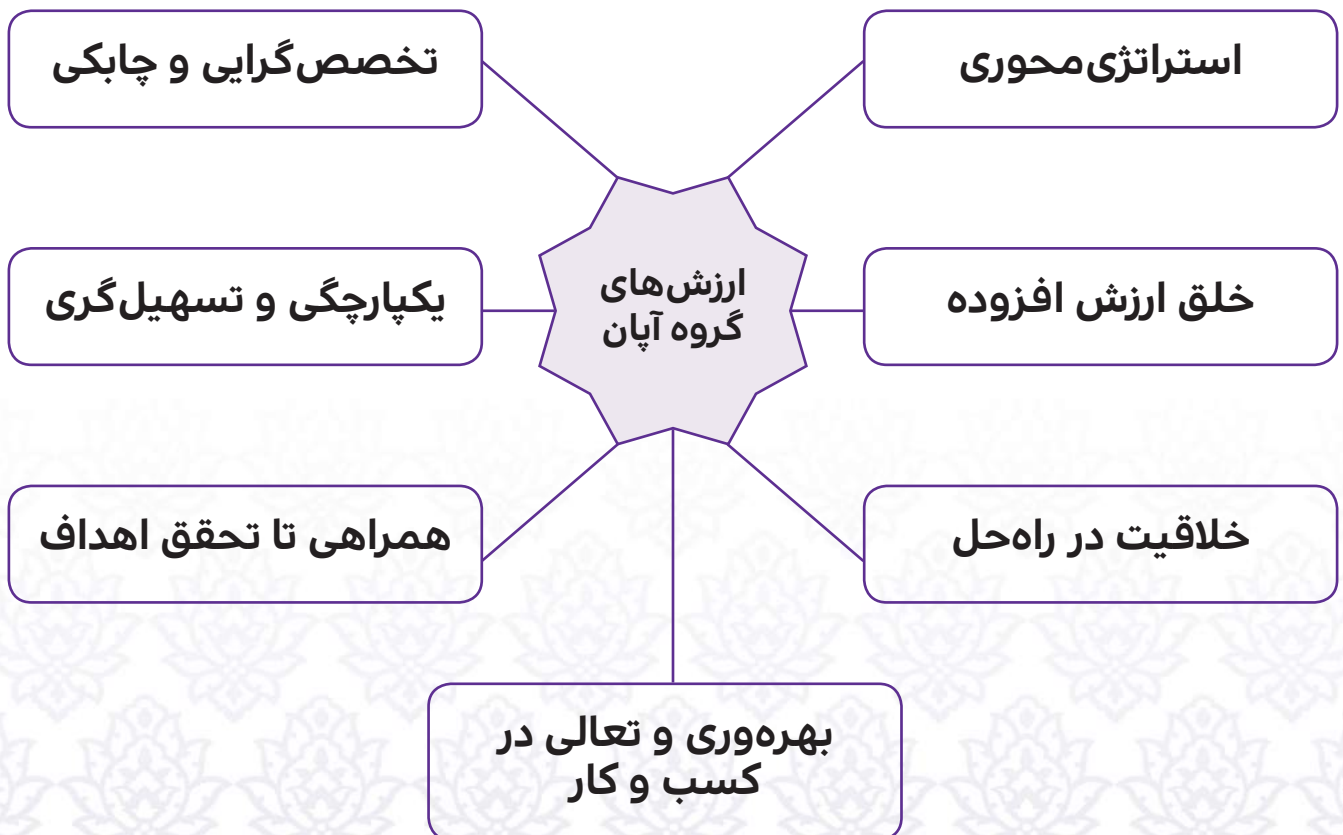 استراتژی‌محوری
تخصص‌گرایی و چابکی
ارزش‌های
گروه آپان
خلق ارزش افزوده
یکپارچگی و تسهیل‌گری
خلاقیت در راه‌حل
همراهی تا تحقق اهداف
بهره‌وری و تعالی در
کسب و کار